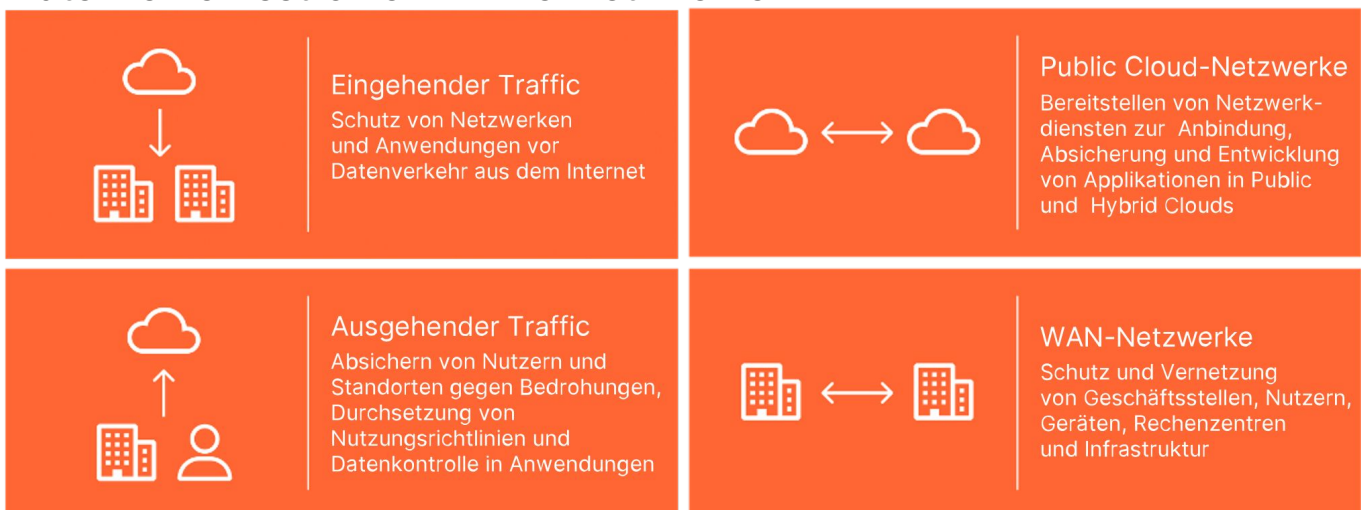 Eingehender Traffic
Schutz von Netzwerken
und Anwendungen vor
Datenverkehr aus dem Internet
Public Cloud-Netzwerke
Bereitstellen von Netzwerk-
diensten zur Anbindung,
Absicherung und Entwicklung
von Applikationen in Public
und Hybrid Clouds
Ausgehender Traffic
Absichern von Nutzern und
Standorten gegen Bedrohungen,
Durchsetzung von
Nutzungsrichtlinien und
Datenkontrolle in Anwendungen
WAN-Netzwerke
Schutz und Vernetzung
von Geschäftsstellen, Nutzern,
Geräten, Rechenzentren
und Infrastruktur